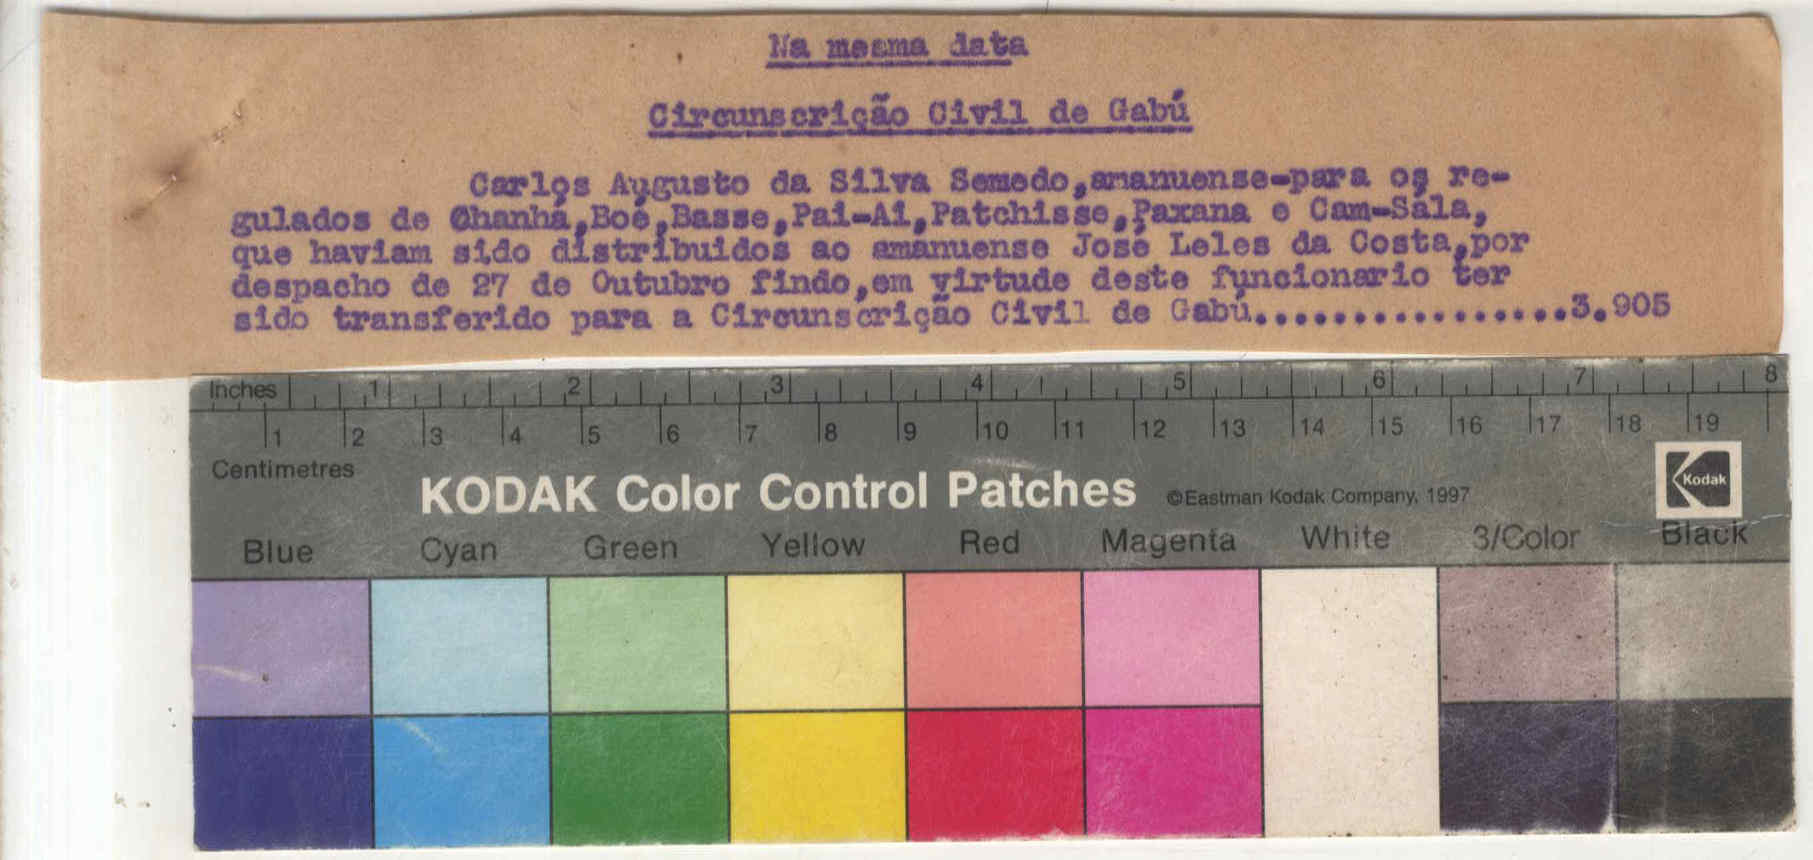 Na mesma data
Circunscrição Civil de Gabú
Carlos Augusto da Silva Semedo,amanuense-para os re-
gulados de Chanhá,Boé,Basse,Pai-Ai,Patchisse,Paxana e Cam-Sala,
que haviam sido distribuidos ao amanuense José Leles da Costa,por
despacho de 27 de Outubro findo,em virtude deste funcionario ter
sido transferido para a Circunscrição Civil de Gabú.................3.905
Inches 1 2 3 4 5 6 7 8
1 2 3 4 5 6 7 8 9 10 11 12 13 14 15 16 17 18 19
Centimetres
KODAK Color Control Patches ©Eastman Kodak Company, 1997 Kodak
Blue Cyan Green Yellow Red Magenta White 3/Color Black